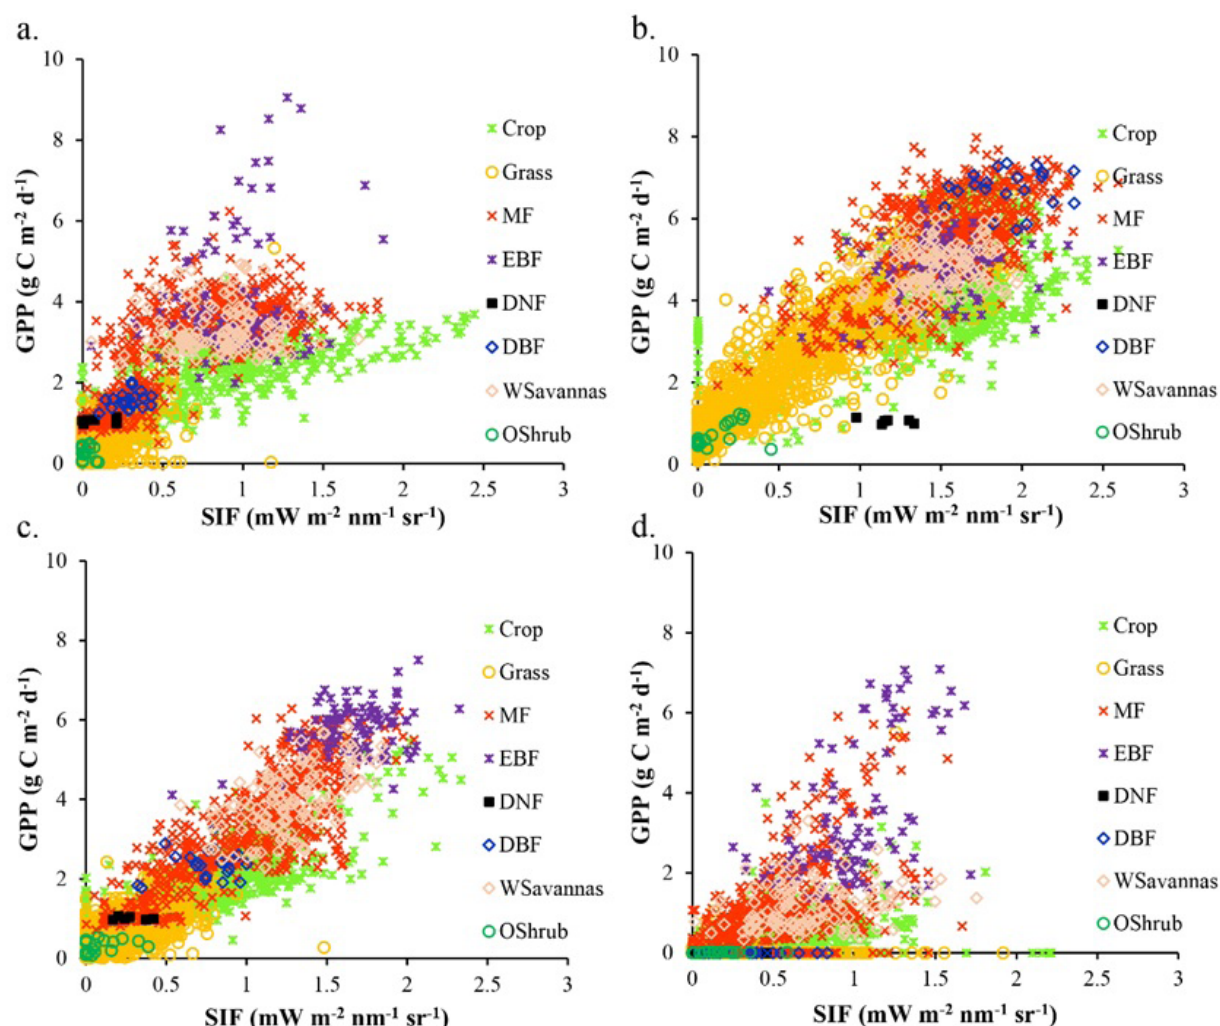 a.
10
8
6
4
2
0
GPP (g C m⁻² d⁻¹)
0 0.5 1 1.5 2 2.5 3
SIF (mW m⁻² nm⁻¹ sr⁻¹)
Crop
Grass
MF
EBF
DNF
DBF
WSavannas
OShrub
b.
10
8
6
4
2
0
GPP (g C m⁻² d⁻¹)
0 0.5 1 1.5 2 2.5 3
SIF (mW m⁻² nm⁻¹ sr⁻¹)
Crop
Grass
MF
EBF
DNF
DBF
WSavannas
OShrub
c.
10
8
6
4
2
0
GPP (g C m⁻² d⁻¹)
0 0.5 1 1.5 2 2.5 3
SIF (mW m⁻² nm⁻¹ sr⁻¹)
Crop
Grass
MF
EBF
DNF
DBF
WSavannas
OShrub
d.
10
8
6
4
2
0
GPP (g C m⁻² d⁻¹)
0 0.5 1 1.5 2 2.5 3
SIF (mW m⁻² nm⁻¹ sr⁻¹)
Crop
Grass
MF
EBF
DNF
DBF
WSavannas
OShrub